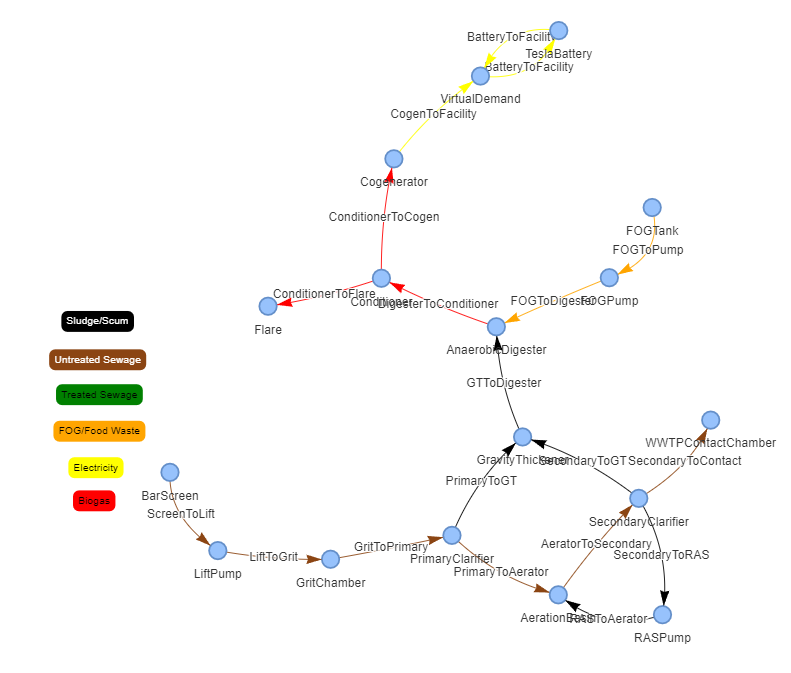 BatteryToFacility
TeslaBattery
BatteryToFacility
VirtualDemand
CogenToFacility
Cogenerator
ConditionerToCogen
FOGTank
FOGToPump
ConditionerToFlare
Conditioner
DigesterToConditioner
FOGToDigester
FOGPump
Flare
AnaerobicDigester
GTToDigester
Sludge/Scum
Untreated Sewage
Treated Sewage
FOG/Food Waste
Electricity
Biogas
WWTPContactChamber
GravityThickener
SecondaryToGT
SecondaryToContact
PrimaryToGT
BarScreen
ScreenToLift
SecondaryClarifier
AeratorToSecondary
SecondaryToRAS
GritToPrimary
LiftToGrit
PrimaryClarifier
PrimaryToAerator
LiftPump
GritChamber
AerationBasin
RASToAerator
RASPump